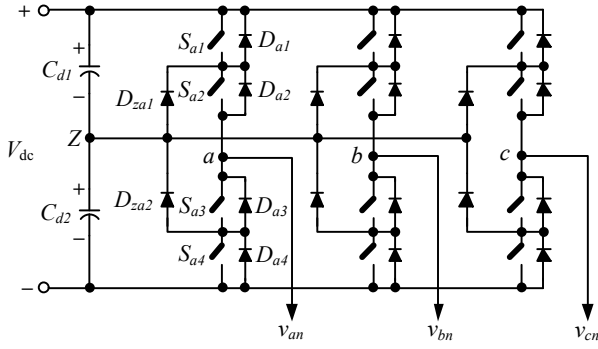 +
S_a1 D_a1
+
C_d1
S_a2 D_a2
−
D_za1
Z
V_dc
a b c
+
D_za2
C_d2
S_a3 D_a3
−
S_a4 D_a4
−
v_an v_bn v_cn